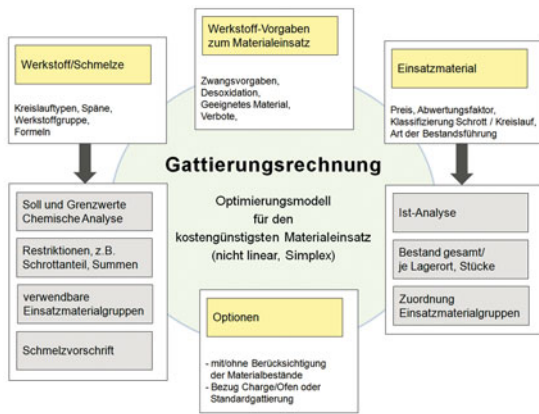 Werkstoff/Schmelze
Kreislauftypen, Späne,
Werkstoffgruppe,
Formeln
Werkstoff-Vorgaben
zum Materialeinsatz
Zwangsvorgaben,
Desoxidation,
Geeignetes Material,
Verbote,
Einsatzmaterial
Preis, Abwertungsfaktor,
Klassifizierung Schrott / Kreislauf,
Art der Bestandsführung
Gattierungsrechnung
Optimierungsmodell
für den
kostengünstigsten Materialeinsatz
(nicht linear, Simplex)
Soll und Grenzwerte
Chemische Analyse
Restriktionen, z.B.
Schrottanteil, Summen
verwendbare
Einsatzmaterialgruppen
Schmelzvorschrift
Ist-Analyse
Bestand gesamt/
je Lagerort, Stücke
Zuordnung
Einsatzmaterialgruppen
Optionen
- mit/ohne Berücksichtigung
der Materialbestände
- Bezug Charge/Ofen oder
Standardgattierung